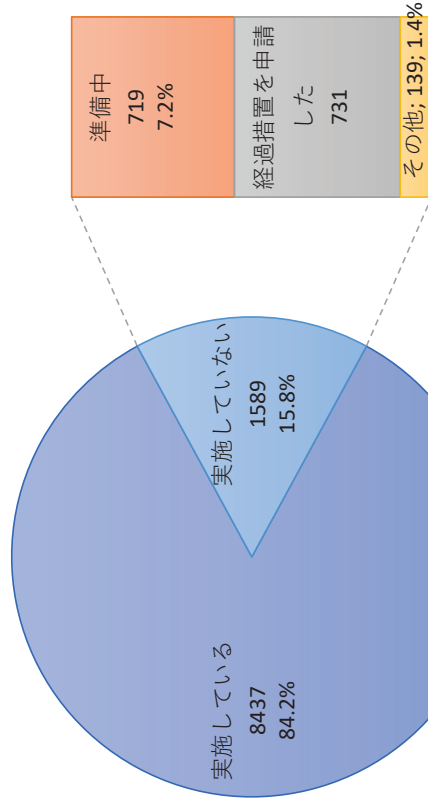 実施している
8437
84.2%
実施していない
1589
15.8%
準備中
719
7.2%
経過措置を申請
した
731
その他; 139; 1.4%